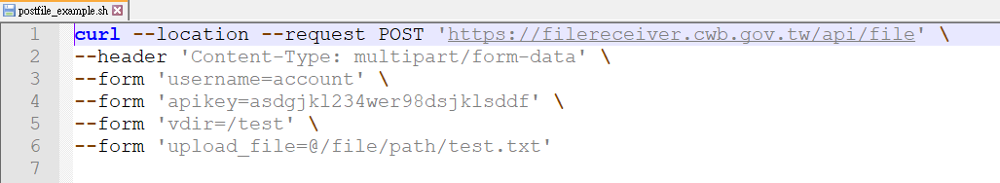 postfile_example.sh
1 curl --location --request POST 'https://filereceiver.cwb.gov.tw/api/file' \
2 --header 'Content-Type: multipart/form-data' \
3 --form 'username=account' \
4 --form 'apikey=asdgjkl234wer98dsjklsddf' \
5 --form 'vdir=/test' \
6 --form 'upload_file=@/file/path/test.txt'
7